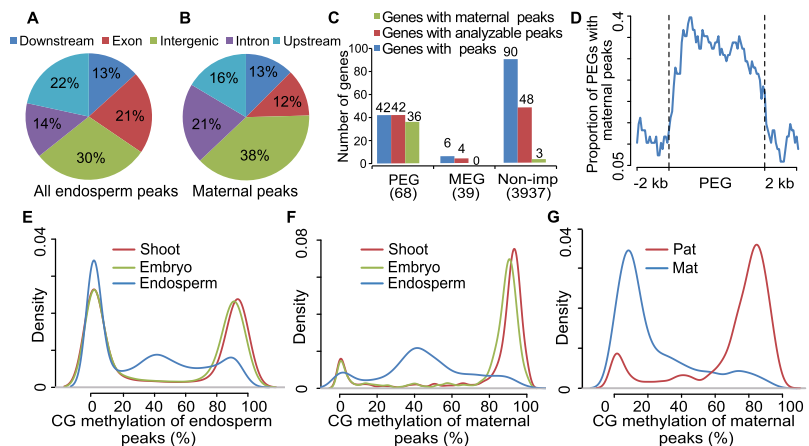 A
B
Downstream Exon Intergenic Intron Upstream
22% 13% 21% 30% 14%
All endosperm peaks
16% 13% 12% 38% 21%
Maternal peaks
C
Genes with maternal peaks
Genes with analyzable peaks
Genes with peaks
Number of genes
100
80
60
40
20
0
42 42 36
6 4 0
90 48 3
PEG MEG Non-imp
(68) (39) (3937)
D
Proportion of PEGs with
maternal peaks
0.4
0.05
-2 kb PEG 2 kb
E
Shoot
Embryo
Endosperm
Density
0.04
0
0 20 40 60 80 100
CG methylation of endosperm
peaks (%)
F
Shoot
Embryo
Endosperm
Density
0.08
0
0 20 40 60 80 100
CG methylation of maternal
peaks (%)
G
Pat
Mat
Density
0.04
0
0 20 40 60 80 100
CG methylation of maternal
peaks (%)